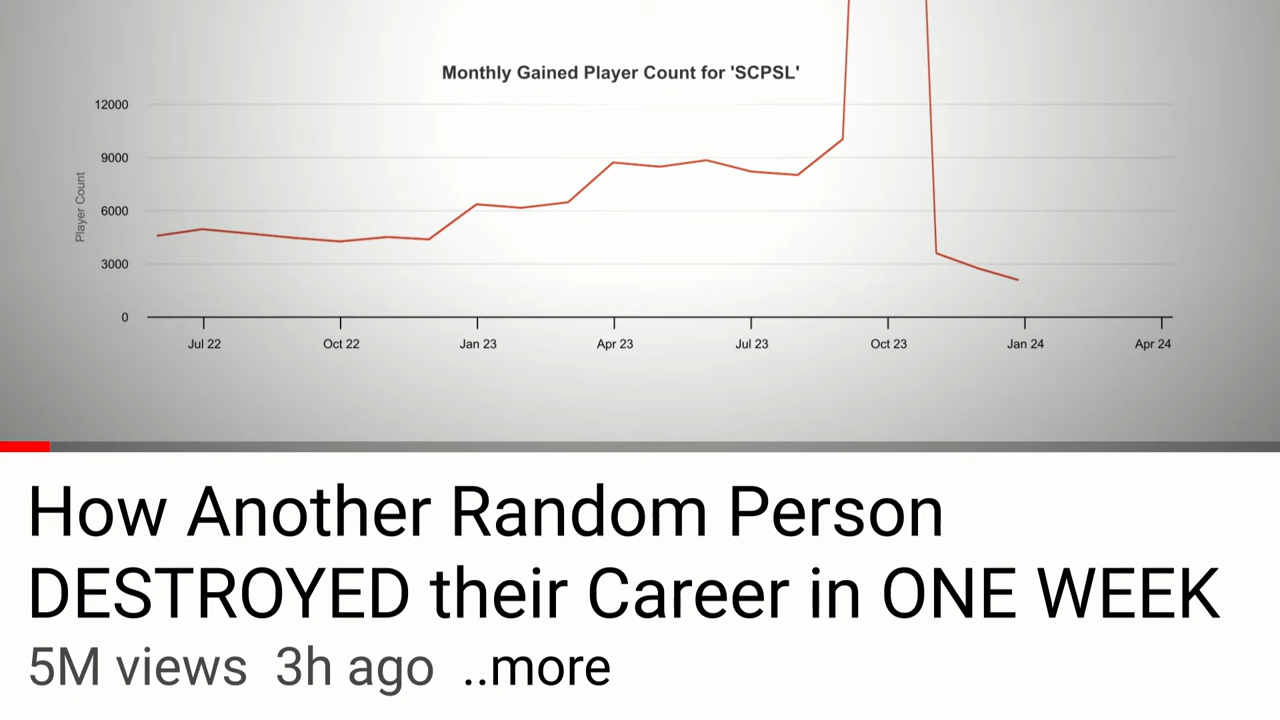 Monthly Gained Player Count for 'SCPSL'
12000
9000
6000
3000
0
Player Count
Jul 22
Oct 22
Jan 23
Apr 23
Jul 23
Oct 23
Jan 24
Apr 24
How Another Random Person
DESTROYED their Career in ONE WEEK
5M views 3h ago ..more